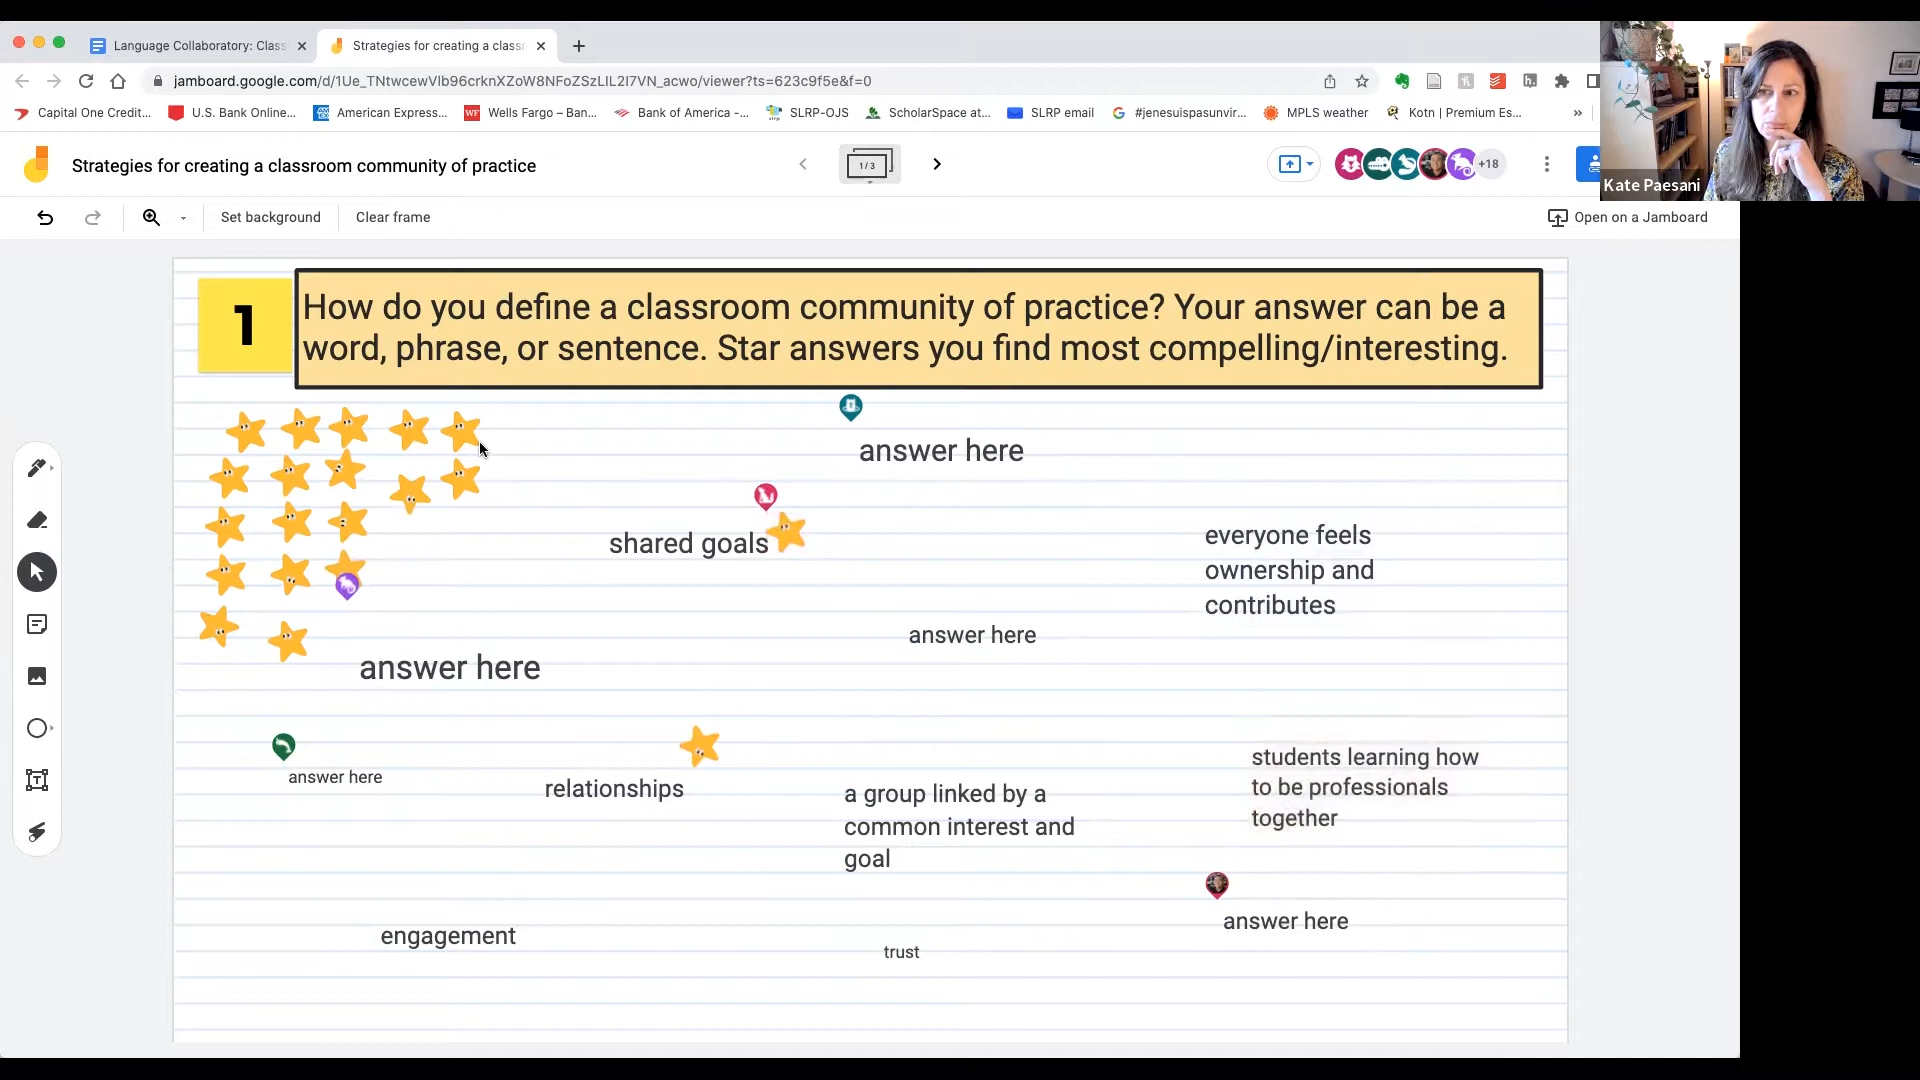 Language Collaboratory: Class
Strategies for creating a classr
jamboard.google.com/d/1Ue_TNtwcewVlb96crknXZoW8NFoZSzLIL2I7VN_acwo/viewer?ts=623c9f5e&f=0
Capital One Credit...
U.S. Bank Online...
American Express...
Wells Fargo – Ban...
Bank of America -...
SLRP-OJS
ScholarSpace at...
SLRP email
#jenesuispasunvir...
MPLS weather
Kotn | Premium Es...
»
Strategies for creating a classroom community of practice
1 / 3
+18
Kate Paesani
Set background
Clear frame
Open on a Jamboard
1
How do you define a classroom community of practice? Your answer can be a
word, phrase, or sentence. Star answers you find most compelling/interesting.
answer here
shared goals
everyone feels
ownership and
contributes
answer here
answer here
answer here
relationships
a group linked by a
common interest and
goal
students learning how
to be professionals
together
answer here
engagement
trust